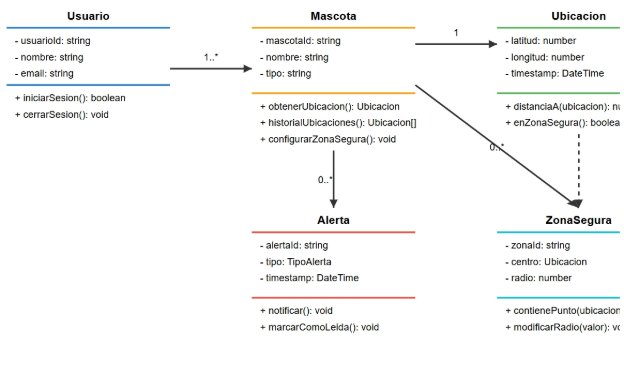 Usuario
- usuarioId: string
- nombre: string
- email: string
+ iniciarSesion(): boolean
+ cerrarSesion(): void
1..*
Mascota
- mascotaId: string
- nombre: string
- tipo: string
+ obtenerUbicacion(): Ubicacion
+ historialUbicaciones(): Ubicacion[]
+ configurarZonaSegura(): void
1
Ubicacion
- latitud: number
- longitud: number
- timestamp: DateTime
+ distanciaA(ubicacion):
+ enZonaSegura():
0..*
0..*
Alerta
- alertaId: string
- tipo: TipoAlerta
- timestamp: DateTime
+ notificar(): void
+ marcarComoLeida(): void
ZonaSegura
- zonaId: string
- centro: Ubicacion
- radio: number
+ contienePunto(ubicacion
+ modificarRadio(valor):